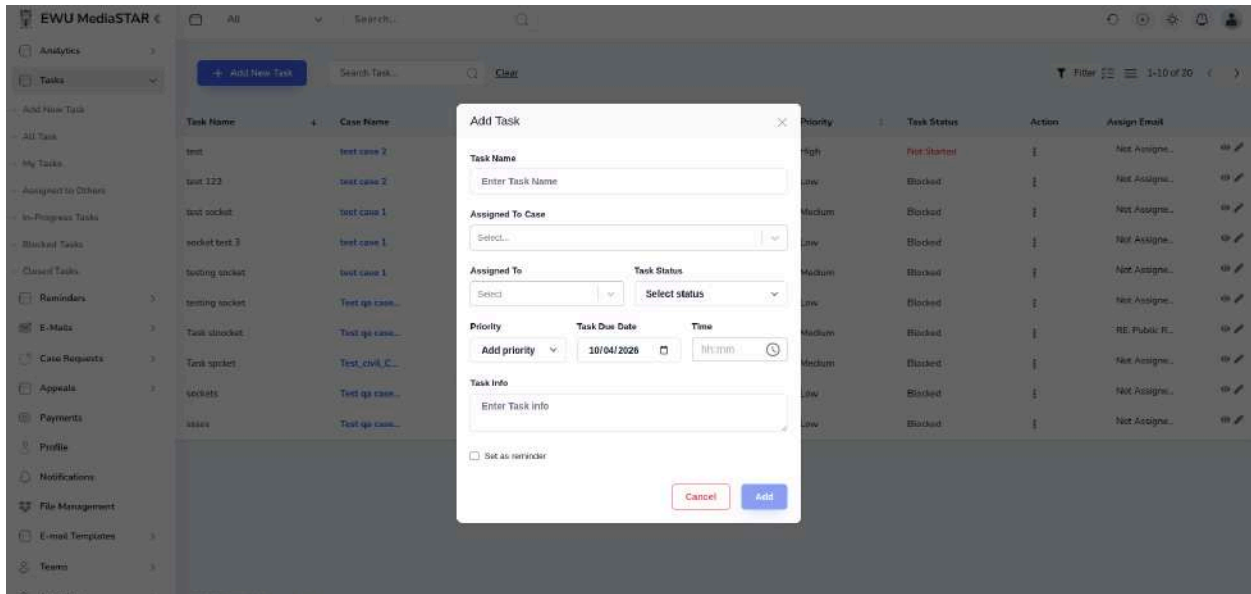 EWU MediaSTAR
All
Search...
Analytics
Tasks
Add New Task
All Task
My Tasks
Assigned to Others
In-Progress Tasks
Blocked Tasks
Closed Tasks
Reminders
E-Mails
Case Requests
Appeals
Payments
Profile
Notifications
File Management
E-mail Templates
Teams
+ Add New Task
Search Task...
Clear
Filter
1-10 of 20
Task Name
Case Name
Priority
Task Status
Action
Assign Email
test
test case 2
High
Not Started
Not Assigne...
test 123
test case 2
Low
Blocked
Not Assigne...
test socket
test case 1
Medium
Blocked
Not Assigne...
socket test 3
test case 1
Low
Blocked
Not Assigne...
testing socket
test case 1
Medium
Blocked
Not Assigne...
testing socket
Test qa case...
Low
Blocked
Not Assigne...
Task
Test qa case...
Medium
Blocked
RE: Public R...
Task
Test_civil_C...
Medium
Blocked
Not Assigne...
sockets
Test qa case...
Low
Blocked
Not Assigne...
Test qa case...
Low
Blocked
Not Assigne...
Add Task
Task Name
Enter Task Name
Assigned To Case
Select...
Assigned To
Task Status
Select
Select status
Priority
Task Due Date
Time
Add priority
10/04/2026
hh:mm
Task Info
Enter Task info
Set as reminder
Cancel
Add